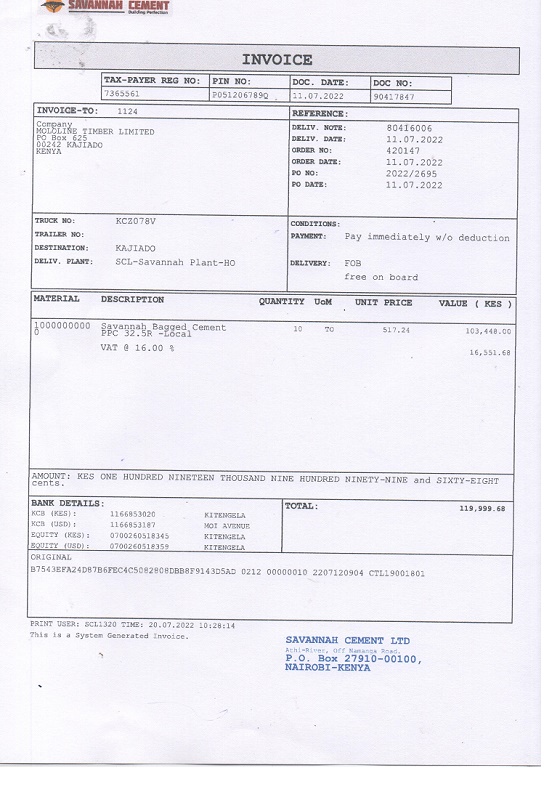 SAVANNAH CEMENT
Building Perfection
INVOICE
TAX-PAYER REG NO: PIN NO: DOC. DATE: DOC NO:
7365561 P051206789Q 11.07.2022 90417847
INVOICE-TO: 1124
Company
MOLOLINE TIMBER LIMITED
PO Box 625
00242 KAJIADO
KENYA
REFERENCE:
DELIV. NOTE: 80416006
DELIV. DATE: 11.07.2022
ORDER NO: 420147
ORDER DATE: 11.07.2022
PO NO: 2022/2695
PO DATE: 11.07.2022
TRUCK NO: KCZ078V
TRAILER NO:
DESTINATION: KAJIADO
DELIV. PLANT: SCL-Savannah Plant-HO
CONDITIONS:
PAYMENT: Pay immediately w/o deduction
DELIVERY: FOB
free on board
MATERIAL DESCRIPTION QUANTITY UoM UNIT PRICE VALUE ( KES )
1000000000 Savannah Bagged Cement 10 TO 517.24 103,448.00
0 PPC 32.5R -Local
VAT @ 16.00 % 16,551.68
AMOUNT: KES ONE HUNDRED NINETEEN THOUSAND NINE HUNDRED NINETY-NINE and SIXTY-EIGHT
cents.
BANK DETAILS:
KCB (KES): 1166853020 KITENGELA
KCB (USD): 1166853187 MOI AVENUE
EQUITY (KES): 0700260518345 KITENGELA
EQUITY (USD): 0700260518359 KITENGELA
TOTAL: 119,999.68
ORIGINAL
B7543EFA24D87B6FEC4C5082808DBB8F9143D5AD 0212 00000010 2207120904 CTL19001801
PRINT USER: SCL1320 TIME: 20.07.2022 10:28:14
This is a System Generated Invoice.
SAVANNAH CEMENT LTD
Athi-River, Off Namanga Road.
P.O. Box 27910-00100,
NAIROBI-KENYA